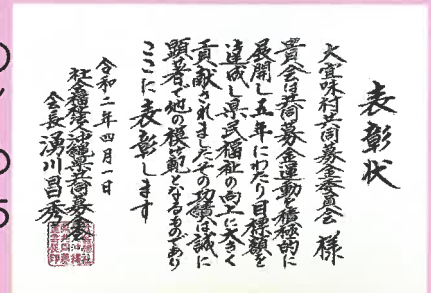 表彰状
大宜味村共同募金委員会 様
貴会は共同募金運動を積極的に
展開し五年にわたり目標額を
達成し県民福祉の向上に大きく
貢献されましたその功績は誠に
顕著で他の模範となるものであり
ここに表彰します
令和二年四月一日
社会福祉法人沖縄県共同募金会
会長 湧川昌秀